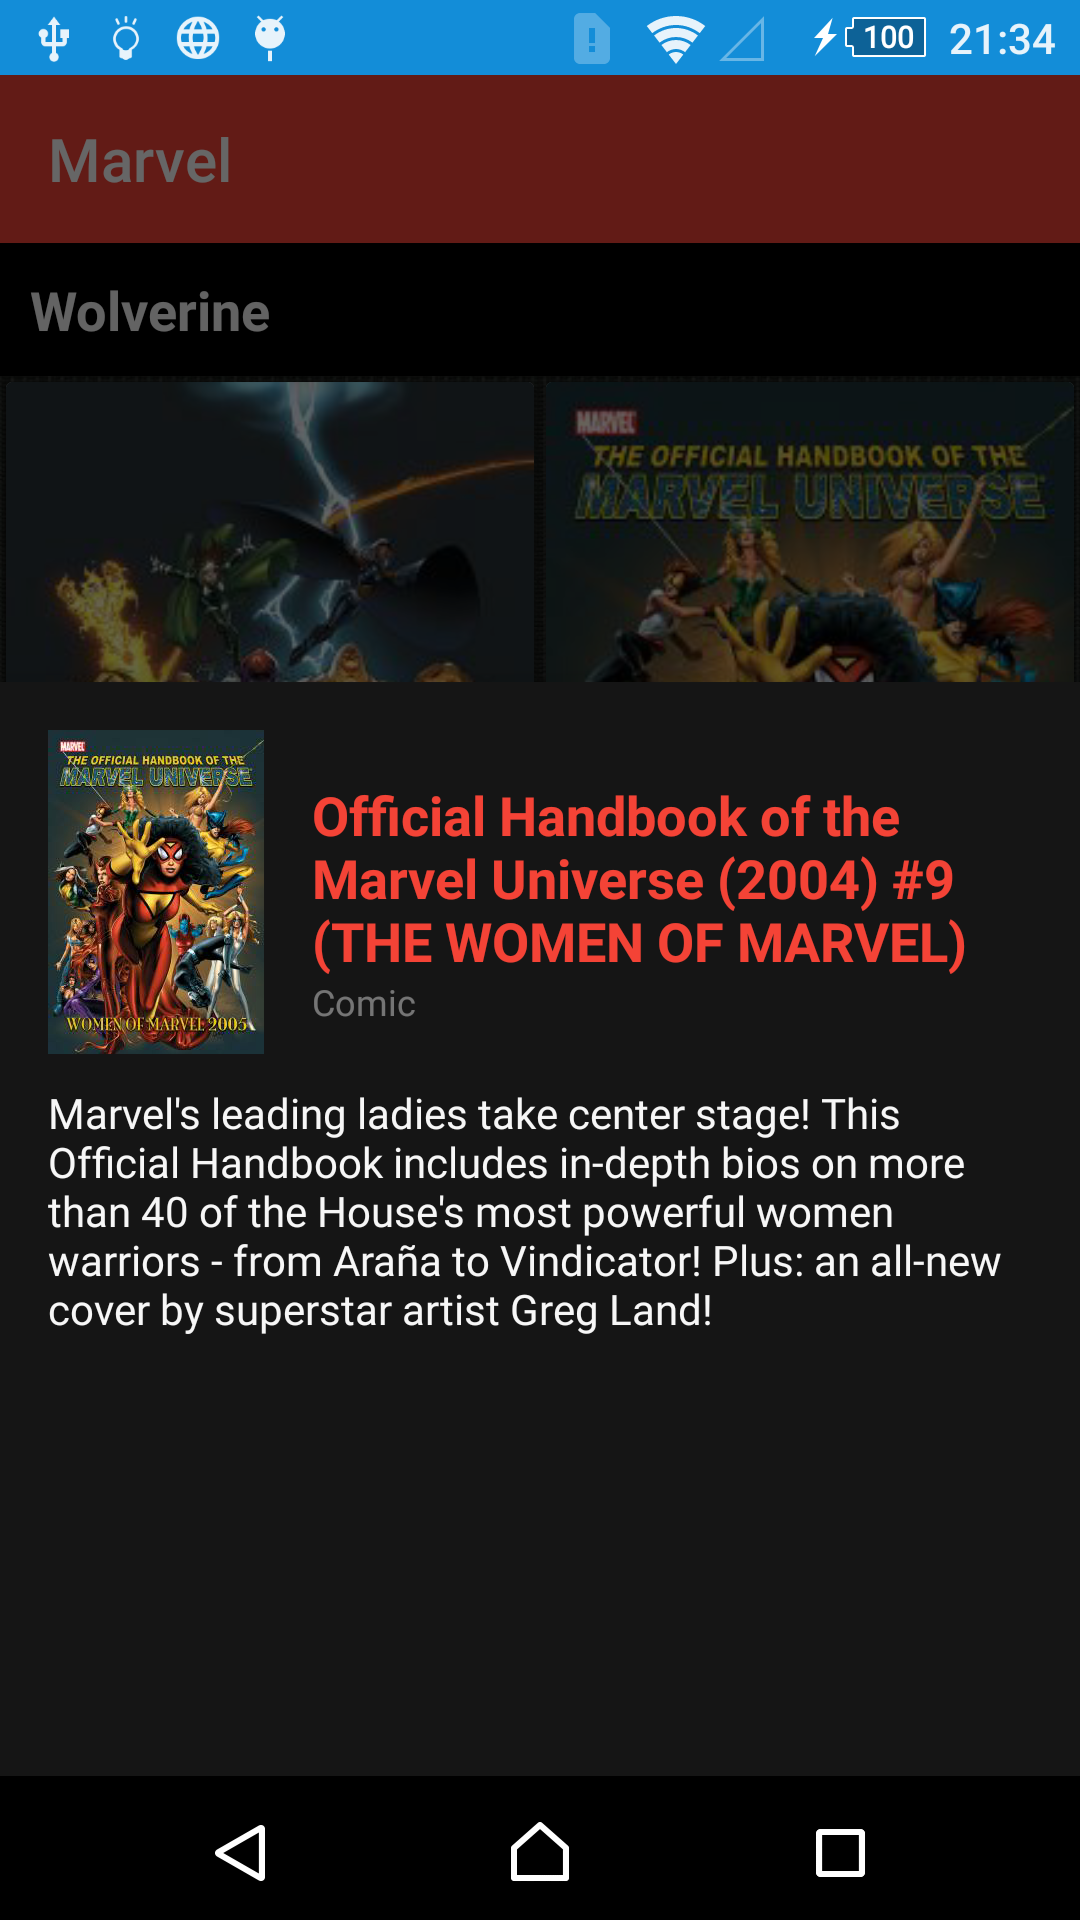 100 21:34
Marvel
Wolverine
MARVEL
THE OFFICIAL HANDBOOK OF THE
MARVEL UNIVERSE
MARVEL
THE OFFICIAL HANDBOOK OF THE
MARVEL UNIVERSE
WOMEN OF MARVEL 2005
Official Handbook of the
Marvel Universe (2004) #9
(THE WOMEN OF MARVEL)
Comic
Marvel's leading ladies take center stage! This
Official Handbook includes in-depth bios on more
than 40 of the House's most powerful women
warriors - from Araña to Vindicator! Plus: an all-new
cover by superstar artist Greg Land!